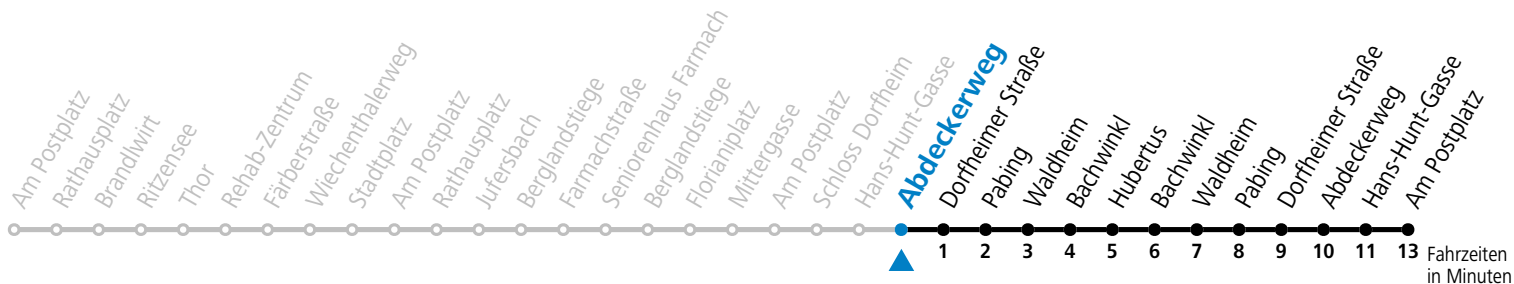 Am Postplatz
Rathausplatz
Brandlwirt
Ritzensee
Thor
Rehab-Zentrum
Färberstraße
Wiechenthalerweg
Stadtplatz
Am Postplatz
Rathausplatz
Jufersbach
Berglandstiege
Farmachstraße
Seniorenhaus Farmach
Berglandstiege
Florianiplatz
Mittergasse
Am Postplatz
Schloss Dorfheim
Hans-Hunt-Gasse
Abdeckerweg
Dorfheimer Straße
Pabing
Waldheim
Bachwinkl
Hubertus
Bachwinkl
Waldheim
Pabing
Dorfheimer Straße
Abdeckerweg
Hans-Hunt-Gasse
Am Postplatz
1 2 3 4 5 6 7 8 9 10 11 13
Fahrzeiten
in Minuten